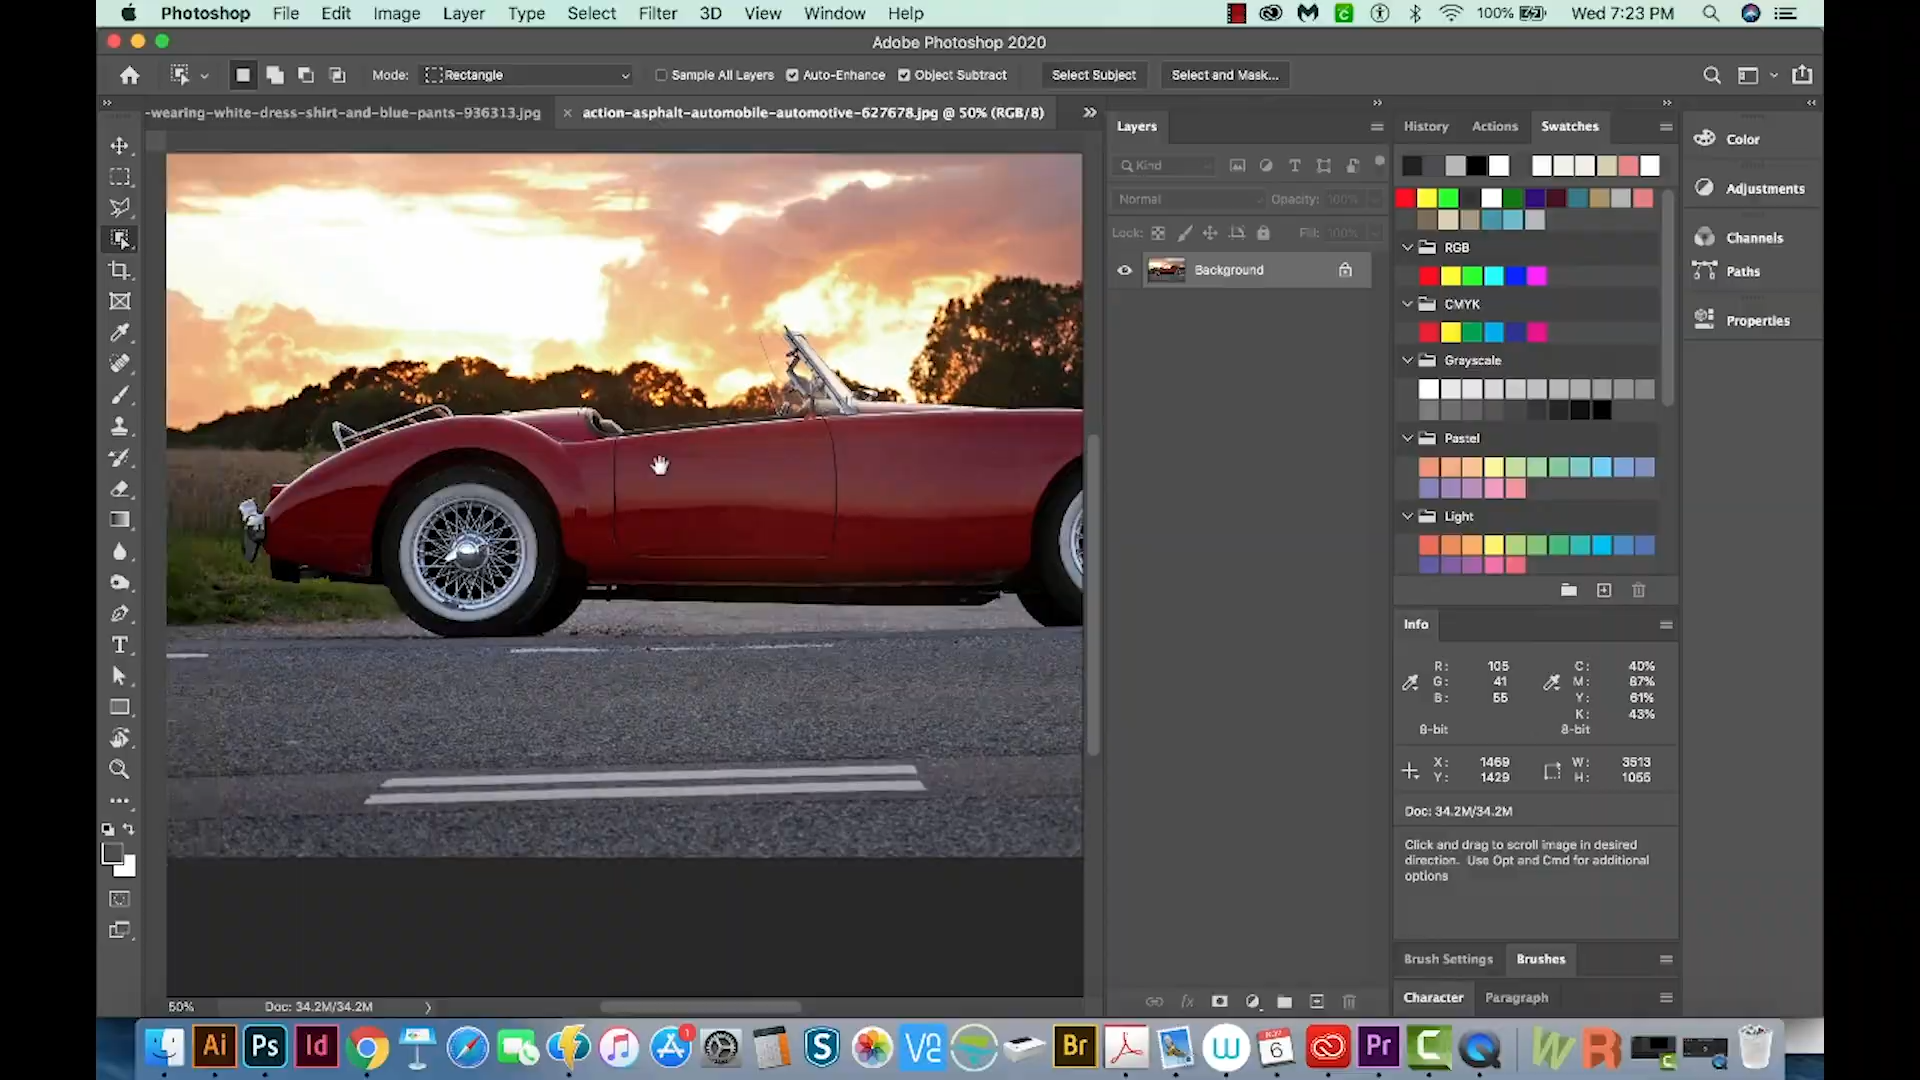 Photoshop File Edit Image Layer Type Select Filter 3D View Window Help 100% Wed 7:23 PM
Adobe Photoshop 2020
Mode: Rectangle Sample All Layers Auto-Enhance Object Subtract Select Subject Select and Mask...
-wearing-white-dress-shirt-and-blue-pants-936313.jpg × action-asphalt-automobile-automotive-627678.jpg @ 50% (RGB/8)
Layers
Kind
Normal Opacity: 100%
Lock: Fill: 100%
Background
History Actions Swatches
RGB
CMYK
Grayscale
Pastel
Light
Color
Adjustments
Channels
Paths
Properties
Info
R: 105 C: 40%
G: 41 M: 87%
B: 55 Y: 61%
K: 43%
8-bit 8-bit
X: 1469 W: 3513
Y: 1429 H: 1055
Doc: 34.2M/34.2M
Click and drag to scroll image in desired
direction. Use Opt and Cmd for additional
options
Brush Settings Brushes
Character Paragraph
50% Doc: 34.2M/34.2M
Ai Ps Id 1 S Br W 6 Pr C W R